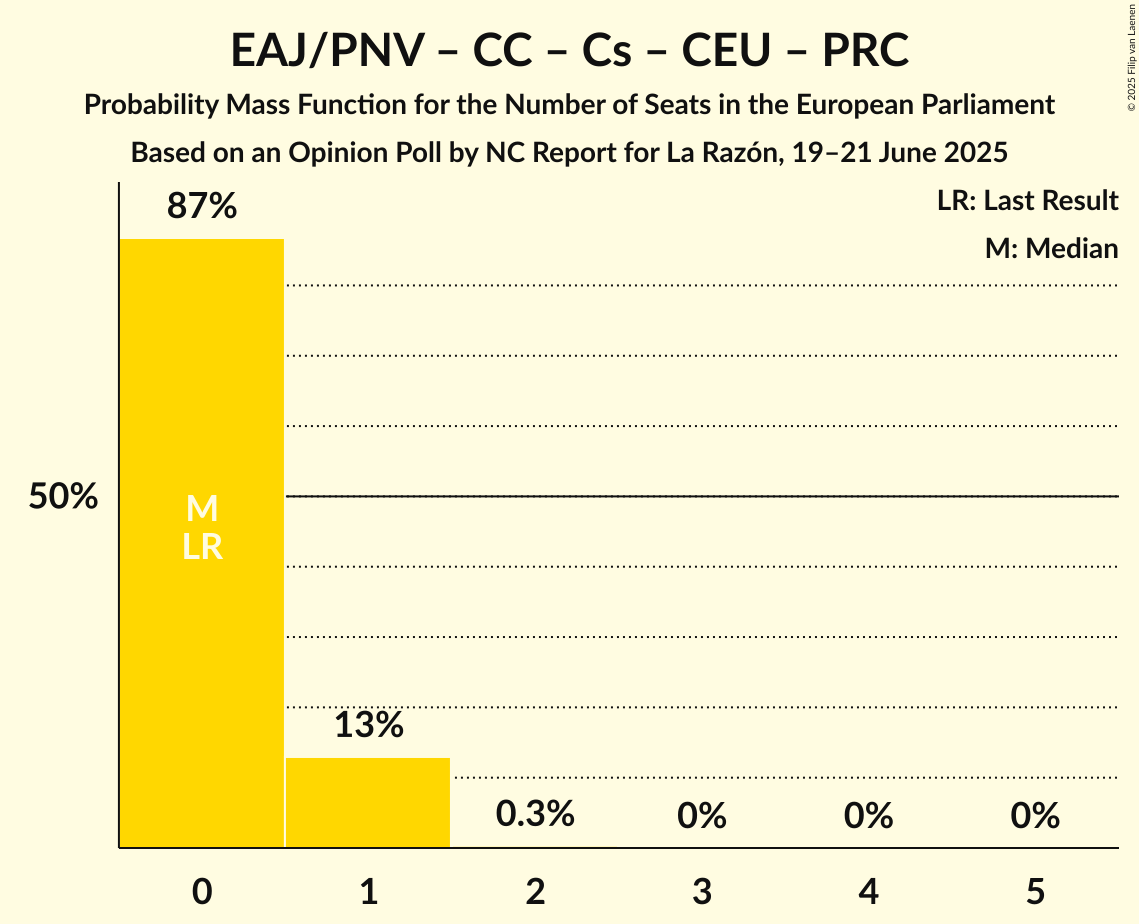 EAJ/PNV – CC – Cs – CEU – PRC
Probability Mass Function for the Number of Seats in the European Parliament
Based on an Opinion Poll by NC Report for La Razón, 19–21 June 2025
© 2025 Filip van Laenen
LR: Last Result
M: Median
87%
50%
M
LR
13%
0.3%
0%
0%
0%
0
1
2
3
4
5